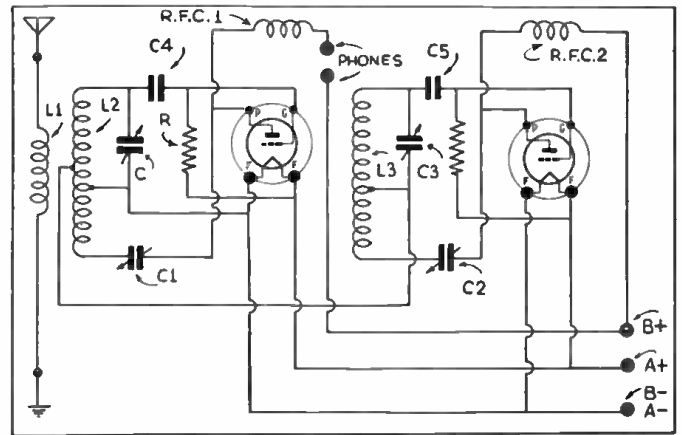 R.F.C.1
C4
PHONES
C5
R.F.C.2
L1
L2
R
C
P
G
F
F
L3
C3
P
G
F
F
C1
C2
B+
A+
B-
A-